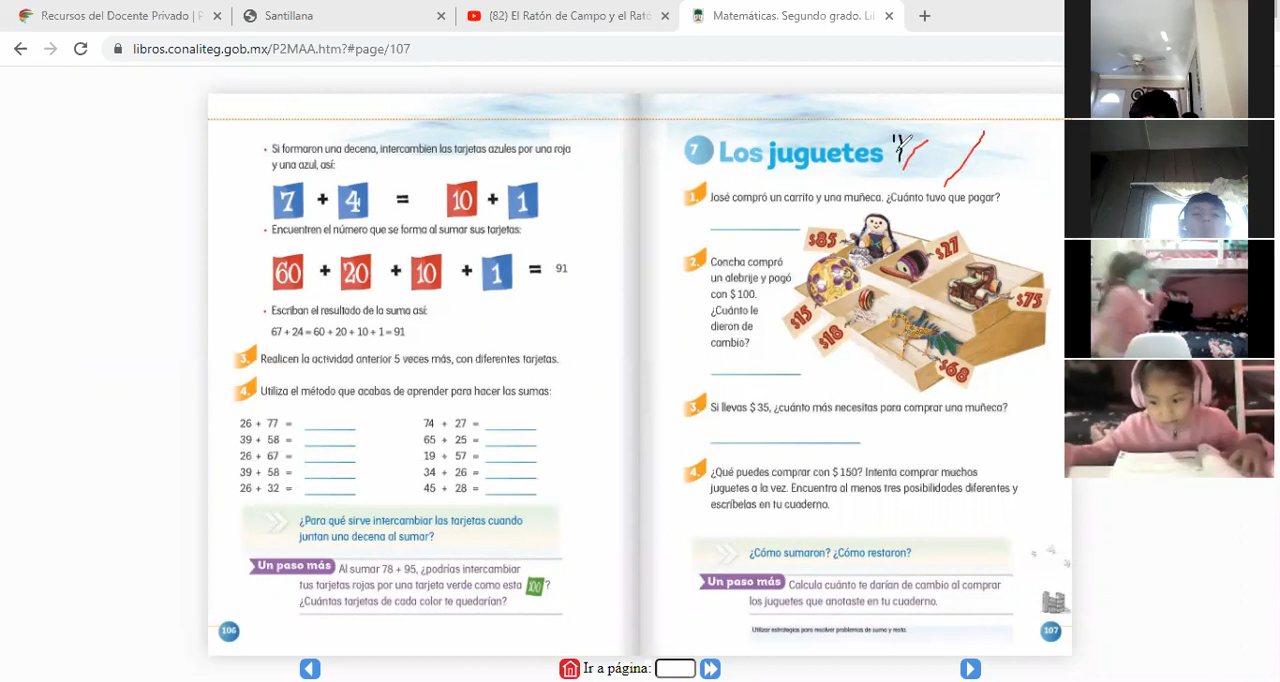 Recursos del Docente Privado | P
Santillana
(82) El Ratón de Campo y el Rató
Matemáticas. Segundo grado. Li
libros.conaliteg.gob.mx/P2MAA.htm?#page/107
Si formaron una decena, intercambien las tarjetas azules por una roja
y una azul, así:
7 + 4 = 10 + 1
Encuentren el número que se forma al sumar sus tarjetas:
60 + 20 + 10 + 1 = 91
Escriban el resultado de la suma así:
67 + 24 = 60 + 20 + 10 + 1 = 91
3. Realicen la actividad anterior 5 veces más, con diferentes tarjetas.
4. Utiliza el método que acabas de aprender para hacer las sumas:
26 + 77 =
39 + 58 =
26 + 67 =
39 + 58 =
26 + 32 =
74 + 27 =
65 + 25 =
19 + 57 =
34 + 26 =
45 + 28 =
¿Para qué sirve intercambiar las tarjetas cuando
juntan una decena al sumar?
Un paso más Al sumar 78 + 95, ¿podrías intercambiar
tus tarjetas rojas por una tarjeta verde como esta 100 ?
¿Cuántas tarjetas de cada color te quedarían?
106
7 Los juguetes
1. José compró un carrito y una muñeca. ¿Cuánto tuvo que pagar?
2. Concha compró
un alebrije y pagó
con $ 100.
¿Cuánto le
dieron de
cambio?
$85
$27
$75
$15
$18
$68
3. Si llevas $ 35, ¿cuánto más necesitas para comprar una muñeca?
4. ¿Qué puedes comprar con $ 150? Intenta comprar muchos
juguetes a la vez. Encuentra al menos tres posibilidades diferentes y
escríbelas en tu cuaderno.
¿Cómo sumaron? ¿Cómo restaron?
Un paso más Calcula cuánto te darían de cambio al comprar
los juguetes que anotaste en tu cuaderno.
Utilizar estrategias para resolver problemas de suma y resta.
107
Ir a página: